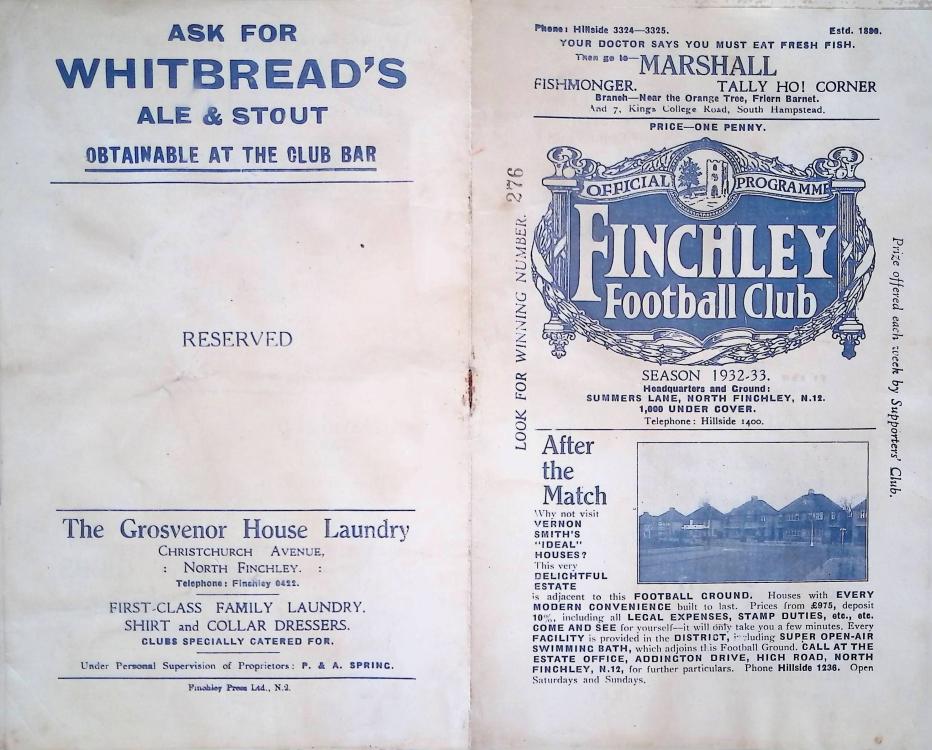 ASK FOR
WHITBREAD'S
ALE & STOUT
OBTAINABLE AT THE CLUB BAR
RESERVED
The Grosvenor House Laundry
CHRISTCHURCH AVENUE,
: NORTH FINCHLEY. :
Telephone: Finchley 0422.
FIRST-CLASS FAMILY LAUNDRY.
SHIRT and COLLAR DRESSERS.
CLUBS SPECIALLY CATERED FOR.
Under Personal Supervision of Proprietors: P. & A. SPRING.
Finchley Press Ltd., N.2.
Phone: Hillside 3324—3325. Estd. 1890.
YOUR DOCTOR SAYS YOU MUST EAT FRESH FISH.
Then go to—MARSHALL
FISHMONGER. TALLY HO! CORNER
Branch—Near the Orange Tree, Friern Barnet.
And 7, Kings College Road, South Hampstead.
PRICE—ONE PENNY.
LOOK FOR WINNING NUMBER. 276
OFFICIAL PROGRAMME
FINCHLEY
Football Club
Prize offered each week by Supporters' Club.
SEASON 1932-33.
Headquarters and Ground:
SUMMERS LANE, NORTH FINCHLEY, N.12.
1,000 UNDER COVER.
Telephone: Hillside 1400.
After
the
Match
Why not visit
VERNON
SMITH'S
"IDEAL"
HOUSES?
This very
DELIGHTFUL
ESTATE
is adjacent to this FOOTBALL GROUND. Houses with EVERY
MODERN CONVENIENCE built to last. Prices from £975, deposit
10%, including all LEGAL EXPENSES, STAMP DUTIES, etc., etc.
COME AND SEE for yourself—it will only take you a few minutes. Every
FACILITY is provided in the DISTRICT, including SUPER OPEN-AIR
SWIMMING BATH, which adjoins this Football Ground. CALL AT THE
ESTATE OFFICE, ADDINGTON DRIVE, HIGH ROAD, NORTH
FINCHLEY, N.12, for further particulars. Phone Hillside 1236. Open
Saturdays and Sundays.